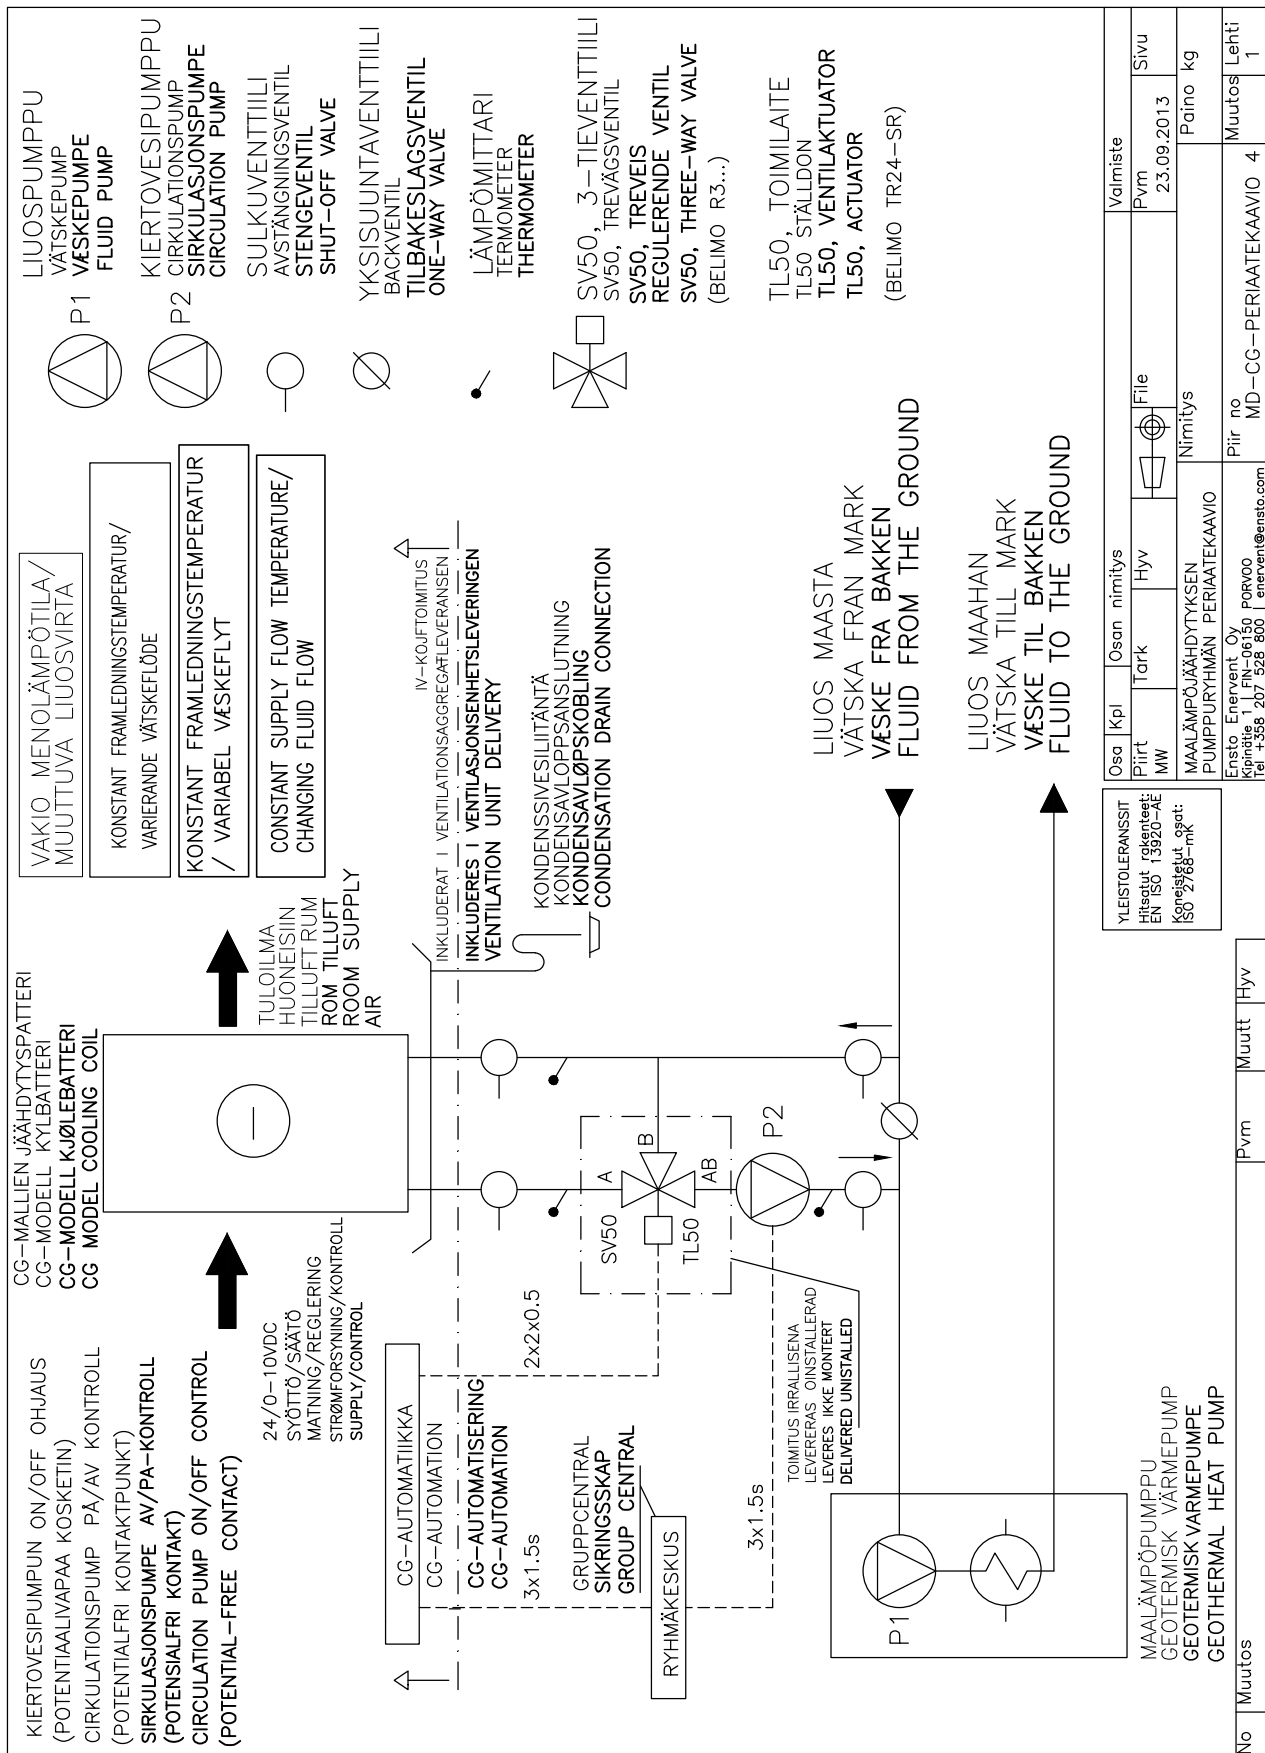 KIERTOVESIPUMPUN ON/OFF OHJAUS
(POTENTIAALIVAPAA KOSKETIN)
CIRKULATIONSPUMP PÅ/AV KONTROLL
(POTENTIALFRI KONTAKTPUNKT)
SIRKULASJONSPUMPE AV/PA-KONTROLL
(POTENSIALFRI KONTAKT)
CIRCULATION PUMP ON/OFF CONTROL
(POTENTIAL-FREE CONTACT)
CG-MALLIEN JÄÄHDYTYSPATTERI
CG-MODELL KYLBATTERI
CG-MODELL KJØLEBATTERI
CG MODEL COOLING COIL
VAKIO MENOLÄMPÖTILA/
MUUTTUVA LIUOSVIRTA
KONSTANT FRAMLEDNINGSTEMPERATUR/
VARIERANDE VÄTSKEFLÖDE
KONSTANT FRAMLEDNINGSTEMPERATUR
/ VARIABEL VÆSKEFLYT
CONSTANT SUPPLY FLOW TEMPERATURE/
CHANGING FLUID FLOW
P1
LIUOSPUMPPU
VÄTSKEPUMP
VÆSKEPUMPE
FLUID PUMP
P2
KIERTOVESIPUMPPU
CIRKULATIONSPUMP
SIRKULASJONSPUMPE
CIRCULATION PUMP
SULKUVENTTIILI
AVSTÄNGNINGSVENTIL
STENGEVENTIL
SHUT-OFF VALVE
YKSISUUNTAVENTTIILI
BACKVENTIL
TILBAKESLAGSVENTIL
ONE-WAY VALVE
LÄMPÖMITTARI
TERMOMETER
THERMOMETER
SV50, 3-TIEVENTTIILI
SV50, TREVÄGSVENTIL
SV50, TREVEIS
REGULERENDE VENTIL
SV50, THREE-WAY VALVE
(BELIMO R3...)
TL50, TOIMILAITE
TL50 STÄLLDON
TL50, VENTILAKTUATOR
TL50, ACTUATOR
(BELIMO TR24-SR)
24/0-10VDC
SYÖTTÖ/SÄÄTÖ
MATNING/REGLERING
STRØMFORSYNING/KONTROLL
SUPPLY/CONTROL
TULOILMA
HUONEISIIN
TILLUFT RUM
ROM TILLUFT
ROOM SUPPLY
AIR
IV-KOJFTOIMITUS
INKLUDERAT I VENTILATIONSAGGREGATLEVERANSEN
INKLUDERES I VENTILASJONSENHETSLEVERINGEN
VENTILATION UNIT DELIVERY
KONDENSSIVESILIITÄNTÄ
KONDENSAVLOPPSANSLUTNING
KONDENSAVLØPSKOBLING
CONDENSATION DRAIN CONNECTION
CG-AUTOMATIIKKA
CG-AUTOMATION
CG-AUTOMATISERING
CG-AUTOMATION
3x1.5s
2x2x0.5
GRUPPCENTRAL
SIKRINGSSKAP
GROUP CENTRAL
RYHMÄKESKUS
3x1.5s
SV50
A
B
AB
TL50
P2
TOIMITUS IRRALLISENA
LEVERERAS OINSTALLERAD
LEVERES IKKE MONTERT
DELIVERED UNISTALLED
LIUOS MAASTA
VÄTSKA FRAN MARK
VÆSKE FRA BAKKEN
FLUID FROM THE GROUND
LIUOS MAAHAN
VÄTSKA TILL MARK
VÆSKE TIL BAKKEN
FLUID TO THE GROUND
P1
MAALÄMPÖPUMPPU
GEOTERMISK VÄRMEPUMP
GEOTERMISK VARMEPUMPE
GEOTHERMAL HEAT PUMP
YLEISTOLERANSSIT
Hitsatut rakenteet:
EN ISO 13920-AE
Koneistetut osat:
ISO 2768-mK
Osa Kpl Osan nimitys Valmiste
Piirt Tark Hyv File Pvm Sivu
MW 23.09.2013
MAALÄMPÖJÄÄHDYTYKSEN Nimitys Paino kg
PUMPPURYHMÄN PERIAATEKAAVIO
Ensto Enervent Oy Piir no Muutos Lehti
Kipinätie 1 | FIN-06150 PORVOO MD-CG-PERIAATEKAAVIO 4 1
Tel +358 207 528 800 | enervent@ensto.com
No Muutos Pvm Muutt Hyv